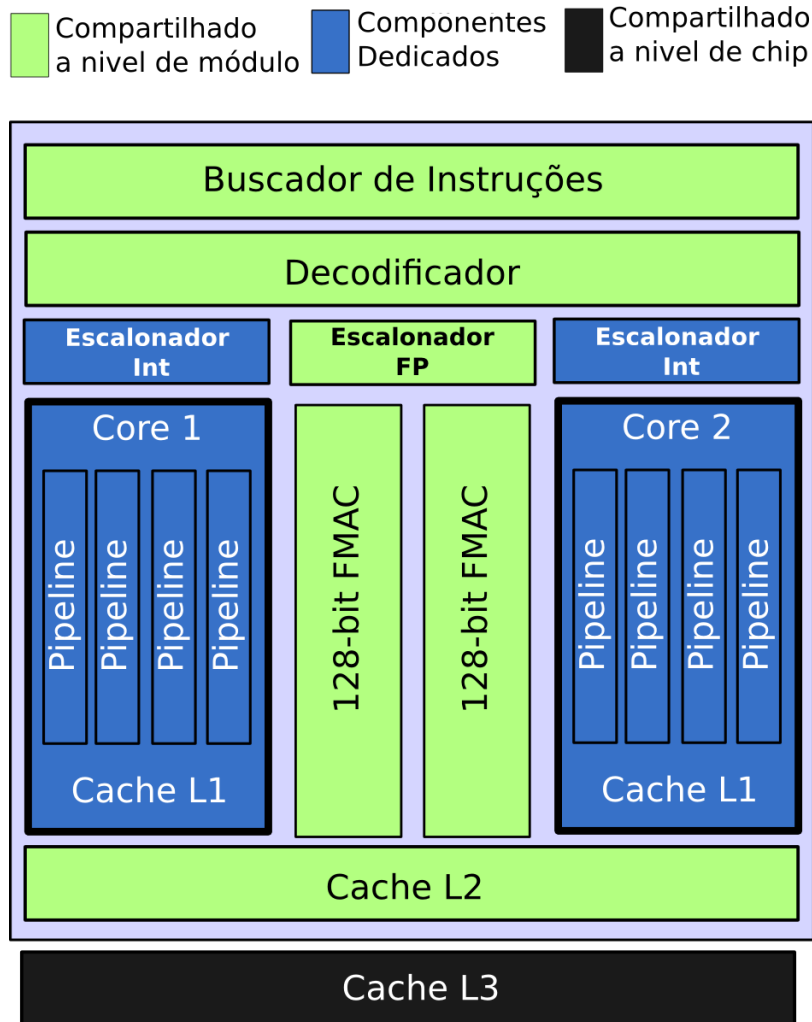 Compartilhado
a nivel de módulo
Componentes
Dedicados
Compartilhado
a nivel de chip
Buscador de Instruções
Decodificador
Escalonador
Int
Escalonador
FP
Escalonador
Int
Core 1
Pipeline
Pipeline
Pipeline
Pipeline
Cache L1
128-bit FMAC
128-bit FMAC
Core 2
Pipeline
Pipeline
Pipeline
Pipeline
Cache L1
Cache L2
Cache L3